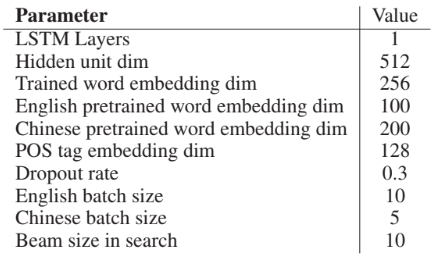 Parameter Value
LSTM Layers 1
Hidden unit dim 512
Trained word embedding dim 256
English pretrained word embedding dim 100
Chinese pretrained word embedding dim 200
POS tag embedding dim 128
Dropout rate 0.3
English batch size 10
Chinese batch size 5
Beam size in search 10